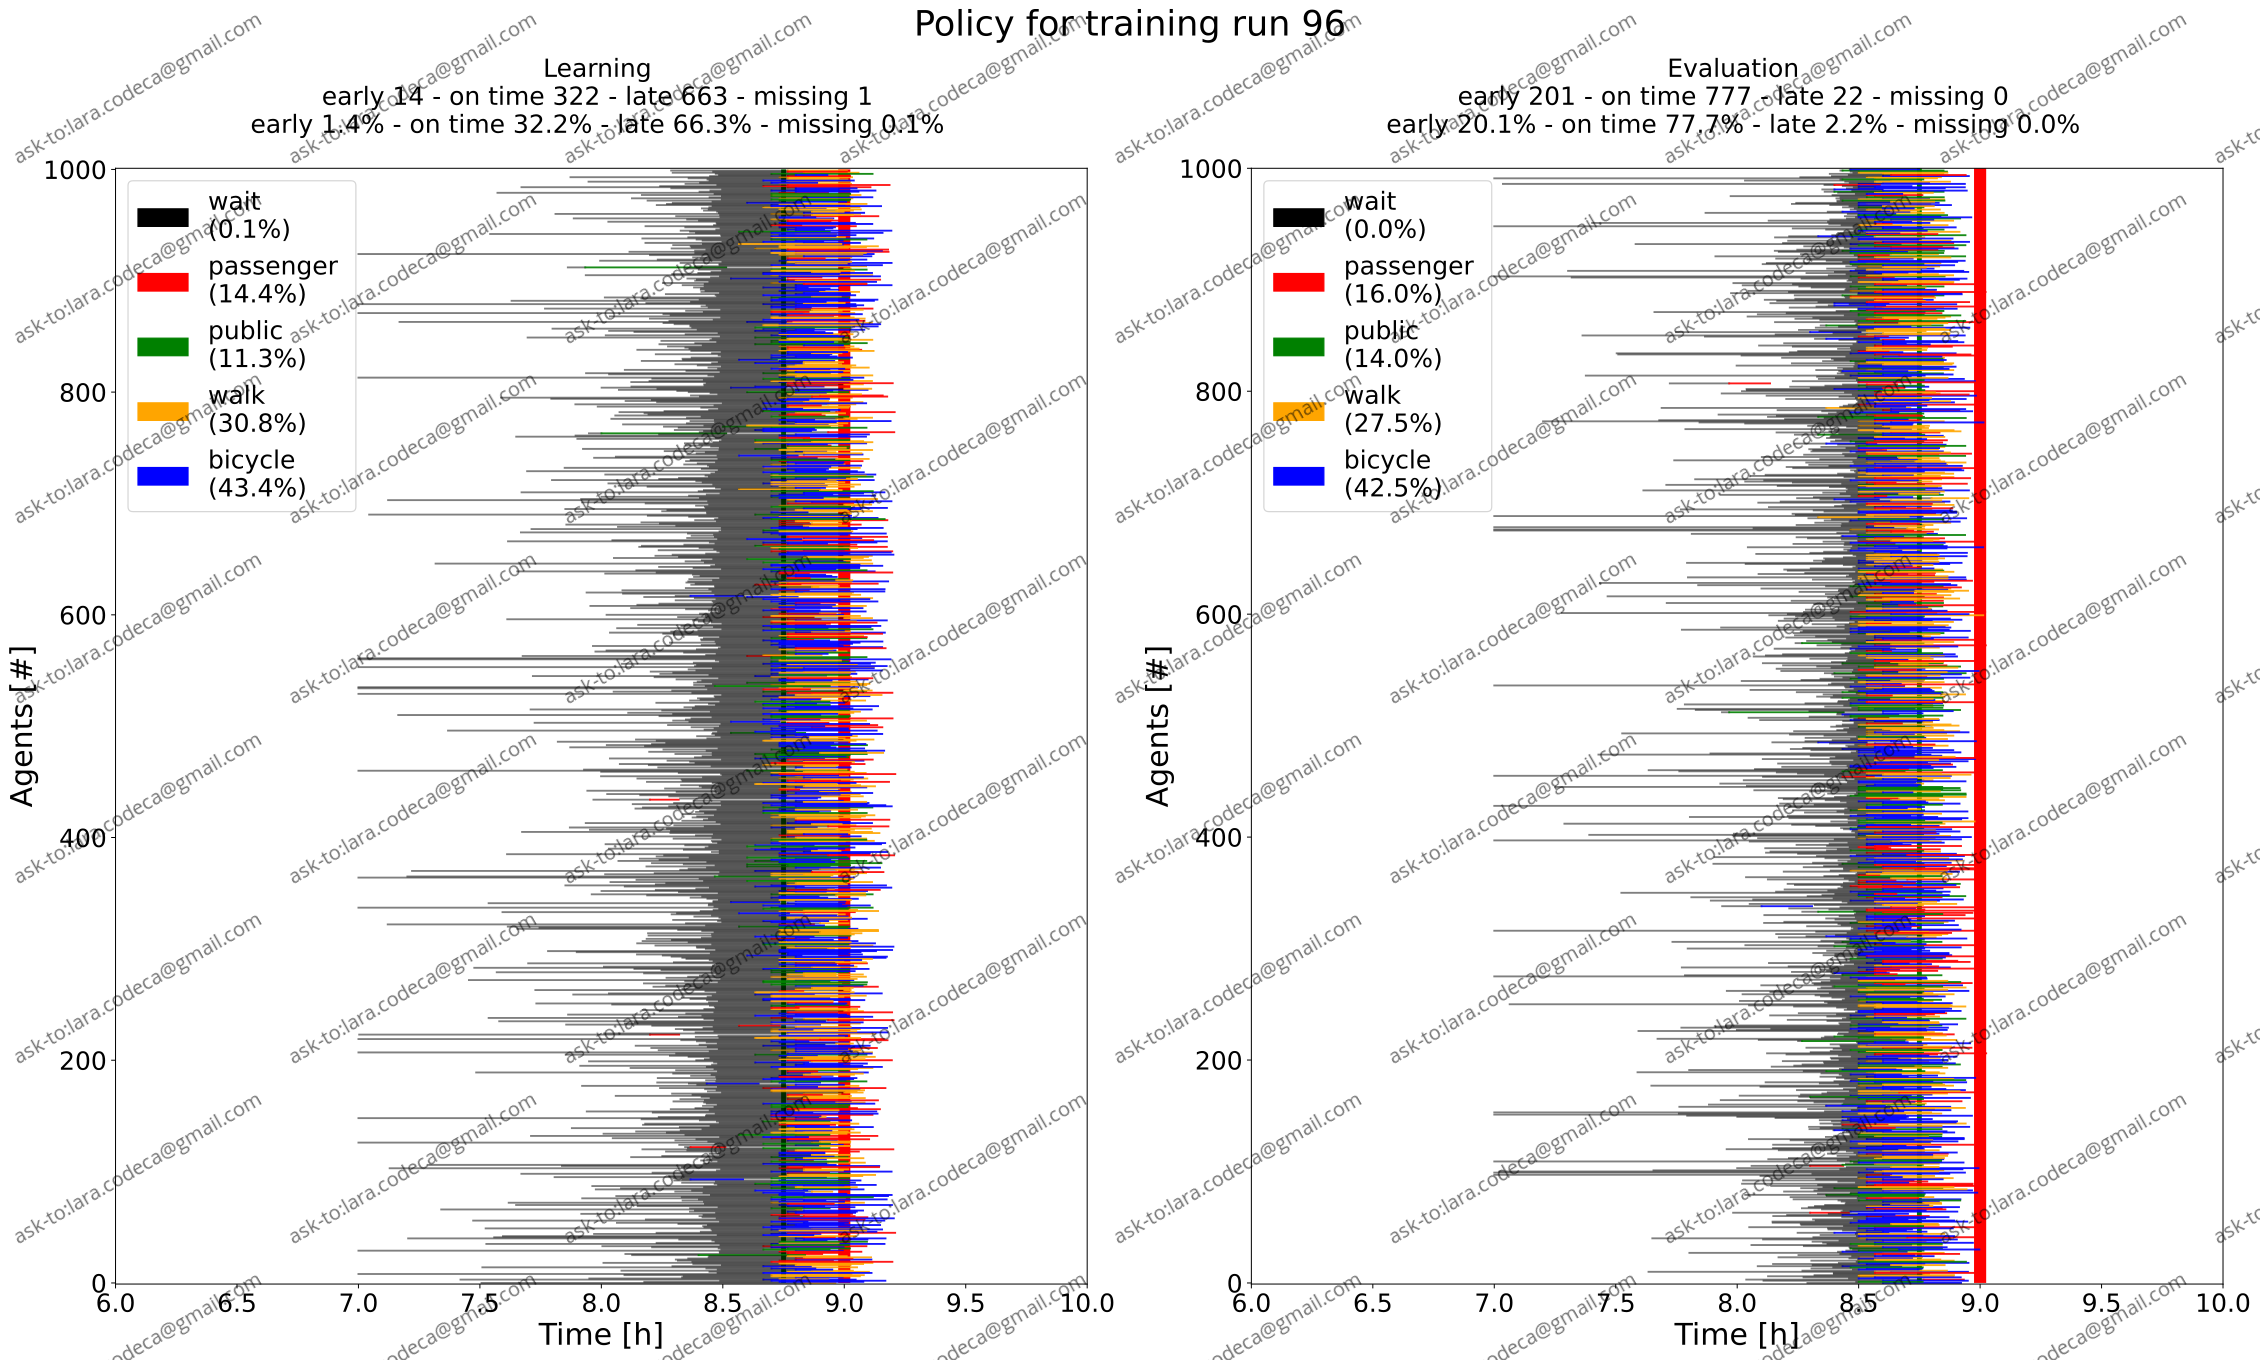 Policy for training run 96
Learning
early 14 - on time 322 - late 663 - missing 1
early 1.4% - on time 32.2% - late 66.3% - missing 0.1%
1000
800
600
400
200
0
Agents [#]
wait
(0.1%)
passenger
(14.4%)
public
(11.3%)
walk
(30.8%)
bicycle
(43.4%)
6.0 6.5 7.0 7.5 8.0 8.5 9.0 9.5 10.0
Time [h]
Evaluation
early 201 - on time 777 - late 22 - missing 0
early 20.1% - on time 77.7% - late 2.2% - missing 0.0%
1000
800
600
400
200
0
Agents [#]
wait
(0.0%)
passenger
(16.0%)
public
(14.0%)
walk
(27.5%)
bicycle
(42.5%)
6.0 6.5 7.0 7.5 8.0 8.5 9.0 9.5 10.0
Time [h]
ask-to:lara.codeca@gmail.com